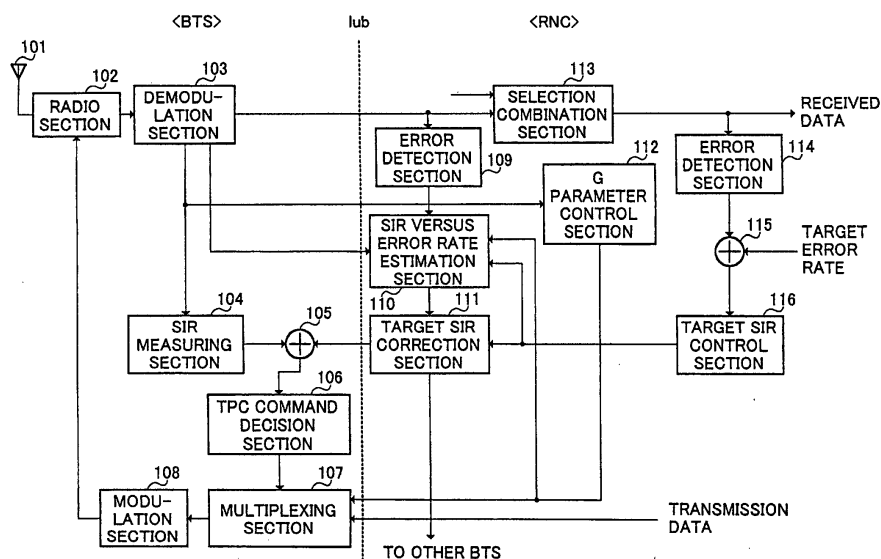 <BTS>
Iub
<RNC>
101
102
103
113
RADIO
SECTION
DEMODU-
LATION
SECTION
SELECTION
COMBINATION
SECTION
RECEIVED
DATA
ERROR
DETECTION
SECTION
109
112
G
PARAMETER
CONTROL
SECTION
ERROR
DETECTION
SECTION
114
SIR VERSUS
ERROR RATE
ESTIMATION
SECTION
110
115
TARGET
ERROR
RATE
104
SIR
MEASURING
SECTION
105
111
TARGET SIR
CORRECTION
SECTION
116
TARGET SIR
CONTROL
SECTION
106
TPC COMMAND
DECISION
SECTION
108
MODU-
LATION
SECTION
107
MULTIPLEXING
SECTION
TRANSMISSION
DATA
TO OTHER BTS